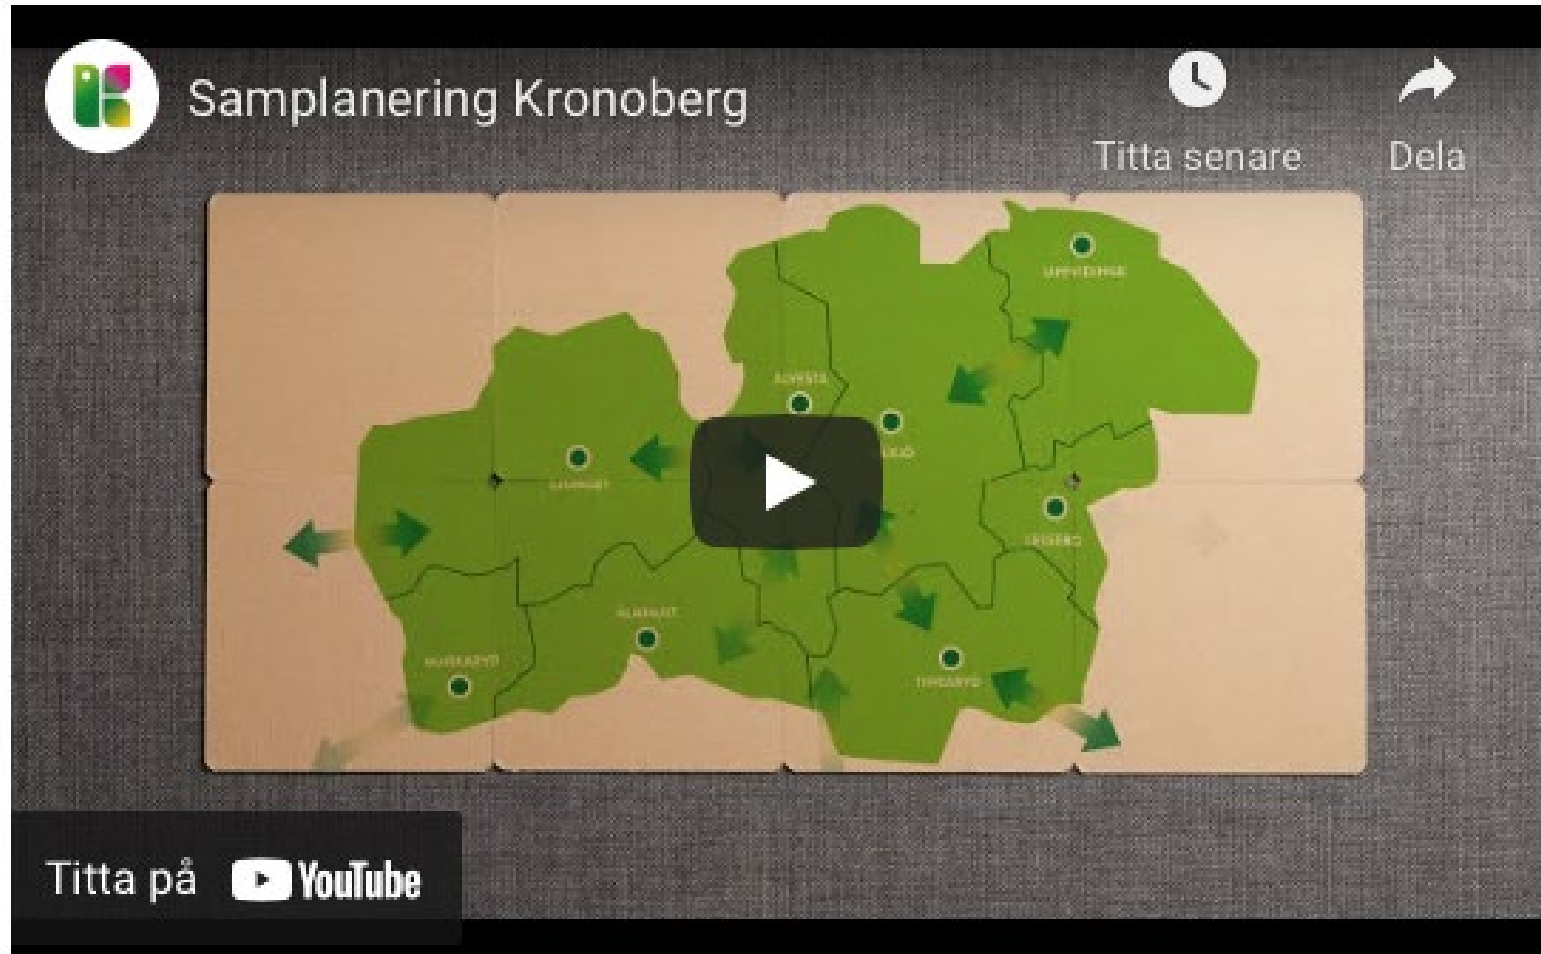 Samplanering Kronoberg
Titta senare
Dela
UPPVIDINGE
ALVESTA
LJUNGBY
LESSEBO
ÄLMHULT
MARKARYD
TINGSRYD
Titta på YouTube